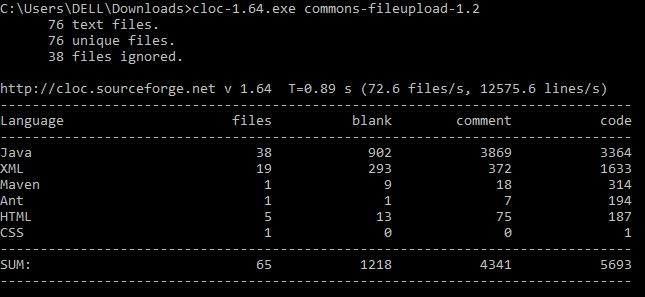 C:\Users\DELL\Downloads>cloc-1.64.exe commons-fileupload-1.2
      76 text files.
      76 unique files.
      38 files ignored.

http://cloc.sourceforge.net v 1.64  T=0.89 s (72.6 files/s, 12575.6 lines/s)
-------------------------------------------------------------------------------
Language                     files          blank        comment           code
-------------------------------------------------------------------------------
Java                            38            902           3869           3364
XML                             19            293            372           1633
Maven                            1              9             18            314
Ant                              1              1              7            194
HTML                             5             13             75            187
CSS                              1              0              0              1
-------------------------------------------------------------------------------
SUM:                            65           1218           4341           5693
-------------------------------------------------------------------------------